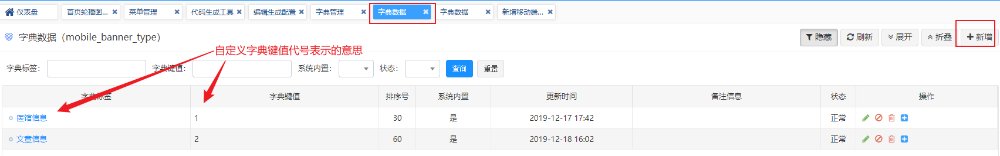 仪表盘 首页轮播图... 菜单管理 代码生成工具 编辑生成配置 字典管理 字典数据 字典数据 新增移动端...
字典数据（mobile_banner_type） 隐藏 刷新 展开 折叠 新增
自定义字典键值代号表示的意思
字典标签： 字典键值： 系统内置： 状态： 查询 重置
字典标签 字典键值 排序号 系统内置 更新时间 备注信息 状态 操作
医馆信息 1 30 是 2019-12-17 17:42 正常
文章信息 2 60 是 2019-12-18 16:02 正常